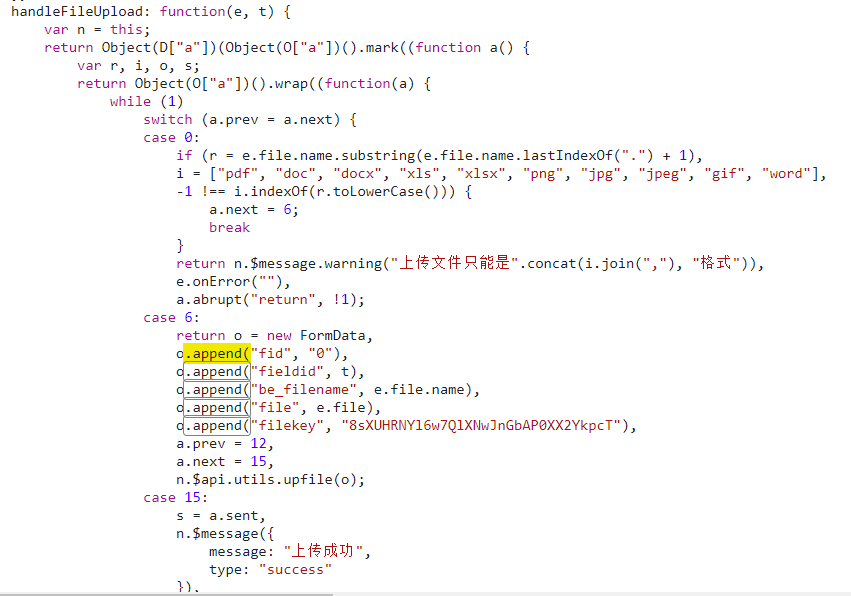 handleFileUpload: function(e, t) {
var n = this;
return Object(D["a"])(Object(O["a"])().mark((function a() {
var r, i, o, s;
return Object(O["a"])().wrap((function(a) {
while (1)
switch (a.prev = a.next) {
case 0:
if (r = e.file.name.substring(e.file.name.lastIndexOf(".") + 1),
i = ["pdf", "doc", "docx", "xls", "xlsx", "png", "jpg", "jpeg", "gif", "word"],
-1 !== i.indexOf(r.toLowerCase())) {
a.next = 6;
break
}
return n.$message.warning("上传文件只能是".concat(i.join(","), "格式")),
e.onError(""),
a.abrupt("return", !1);
case 6:
return o = new FormData,
o.append("fid", "0"),
o.append("fieldid", t),
o.append("be_filename", e.file.name),
o.append("file", e.file),
o.append("filekey", "8sXUHRNYl6w7QlXNwJnGbAP0XX2YkpcT"),
a.prev = 12,
a.next = 15,
n.$api.utils.upfile(o);
case 15:
s = a.sent,
n.$message({
message: "上传成功",
type: "success"
}),